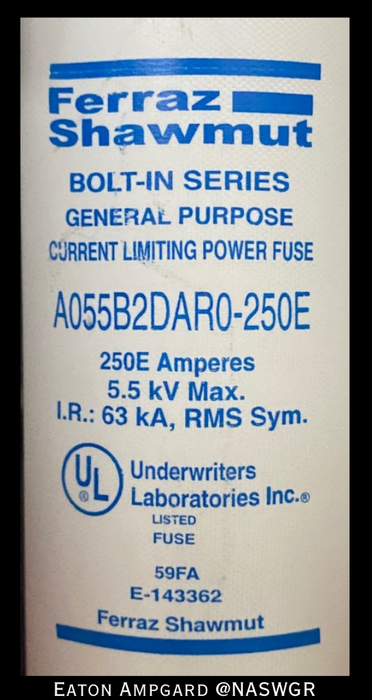 Ferraz
Shawmut
BOLT-IN SERIES
GENERAL PURPOSE
CURRENT LIMITING POWER FUSE
A055B2DAR0-250E
250E Amperes
5.5 kV Max.
I.R.: 63 kA, RMS Sym.
UL ®
Underwriters
Laboratories Inc.®
LISTED
FUSE
59FA
E-143362
Ferraz Shawmut
EATON AMPGARD @NASWGR